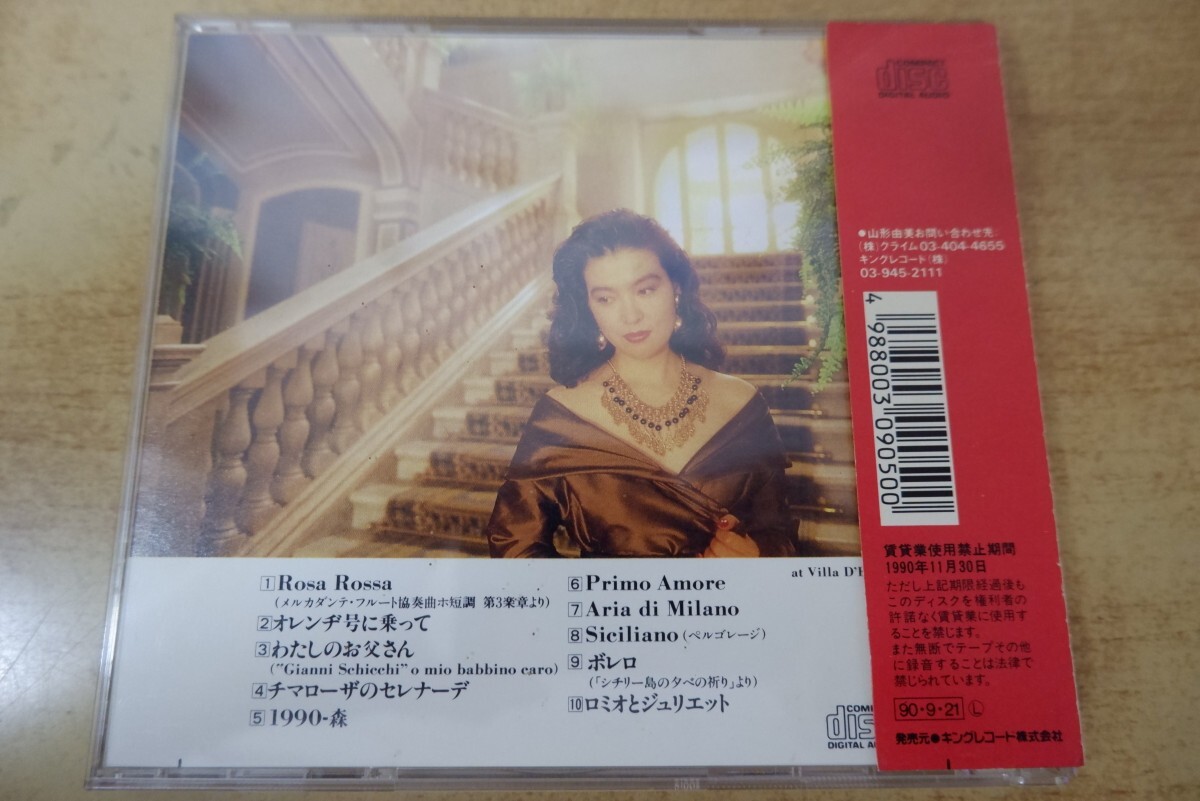 COMPACT
disc
DIGITAL AUDIO
●山形由美お問い合わせ先:
(株)クライム03-404-4655
キングレコード(株)
03-945-2111
4 988003 090500
賃貸業使用禁止期間
1990年11月30日
ただし上記期限経過後も
このディスクを権利者の
許諾なく賃貸業に使用す
ることを禁じます。
また無断でテープその他
に録音することは法律で
禁じられています。
90・9・21 Ⓛ
発売元●キングレコード株式会社
at Villa D'
1 Rosa Rossa
(メルカダンテ・フルート協奏曲ホ短調 第3楽章より)
2 オレンヂ号に乗って
3 わたしのお父さん
("Gianni Schicchi" o mio babbino caro)
4 チマローザのセレナーデ
5 1990-森
6 Primo Amore
7 Aria di Milano
8 Siciliano (ペルゴレージ)
9 ボレロ
(「シチリー島の夕べの祈り」より)
10 ロミオとジュリエット
COM
dis
DIGITAL A